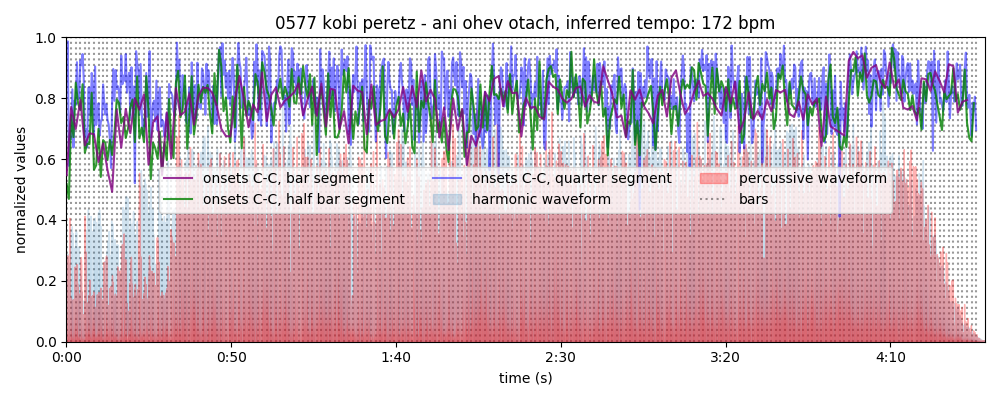 0577 kobi peretz - ani ohev otach, inferred tempo: 172 bpm
normalized values
1.0
0.8
0.6
0.4
0.2
0.0
onsets C-C, bar segment
onsets C-C, half bar segment
onsets C-C, quarter segment
harmonic waveform
percussive waveform
bars
0:00 0:50 1:40 2:30 3:20 4:10
time (s)